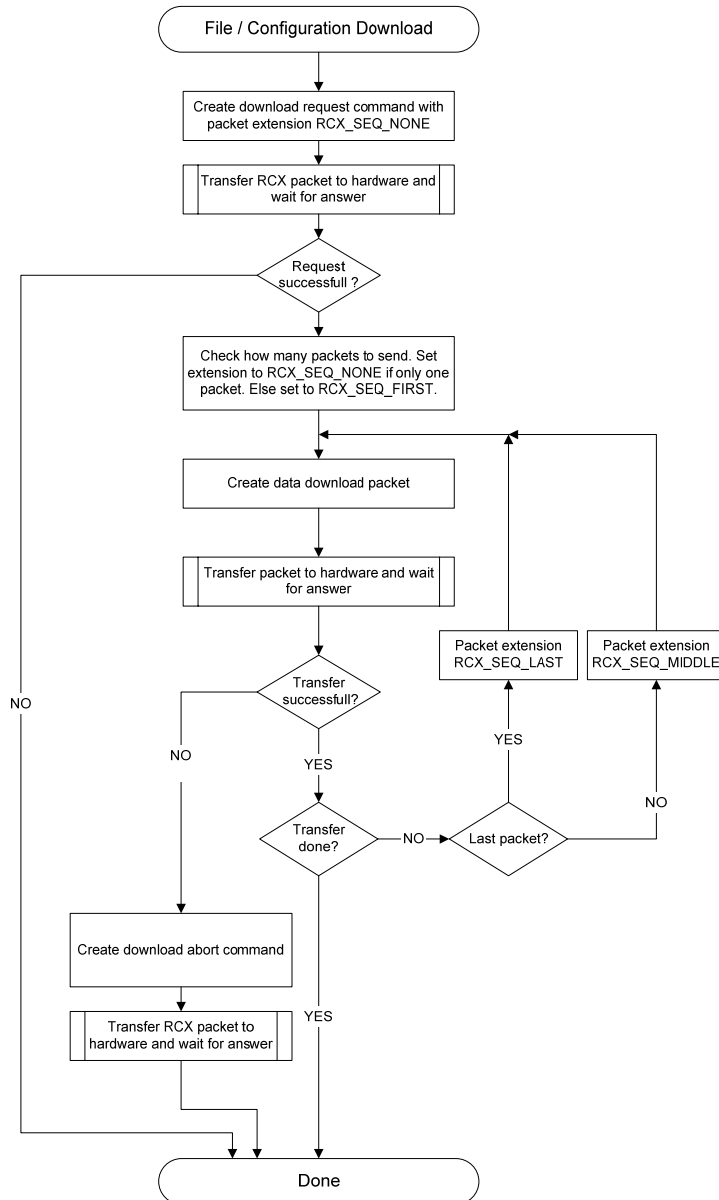 File / Configuration Download
Create download request command with
packet extension RCX_SEQ_NONE
Transfer RCX packet to hardware and
wait for answer
Request
successfull ?
Check how many packets to send. Set
extension to RCX_SEQ_NONE if only one
packet. Else set to RCX_SEQ_FIRST.
Create data download packet
Transfer packet to hardware and wait
for answer
Packet extension
RCX_SEQ_LAST
Packet extension
RCX_SEQ_MIDDLE
Transfer
successfull?
NO
NO
YES
YES
NO
Transfer
done?
NO
Last packet?
Create download abort command
YES
Transfer RCX packet to
hardware and wait for answer
Done